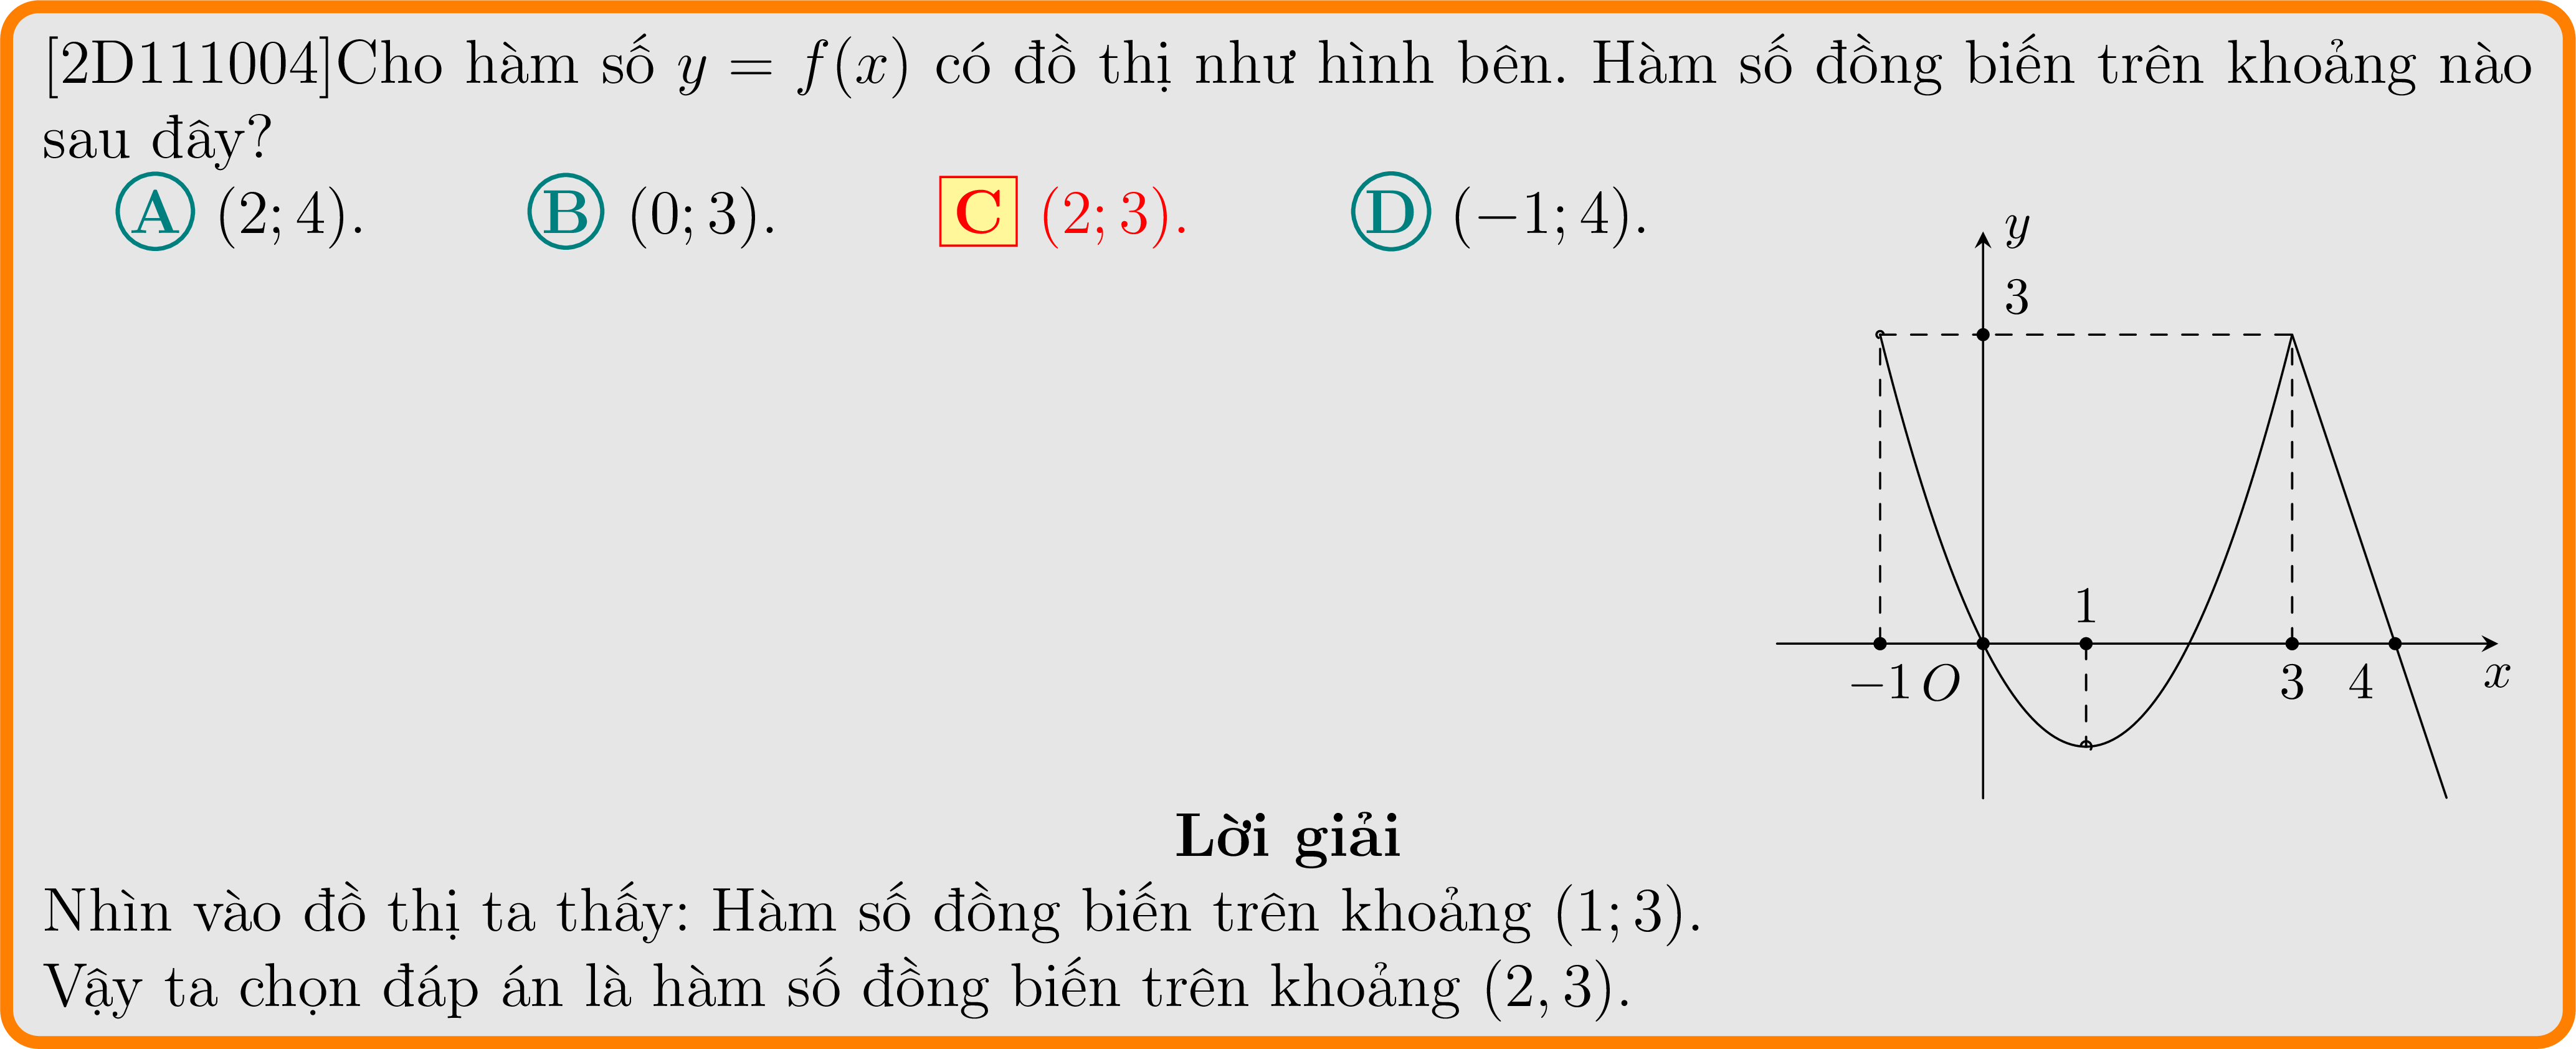 [2D111004]Cho hàm số y = f(x) có đồ thị như hình bên. Hàm số đồng biến trên khoảng nào
sau đây?
A (2; 4). B (0; 3). C (2; 3). D (−1; 4).
y
3
1
−1 O 3 4 x
Lời giải
Nhìn vào đồ thị ta thấy: Hàm số đồng biến trên khoảng (1; 3).
Vậy ta chọn đáp án là hàm số đồng biến trên khoảng (2, 3).